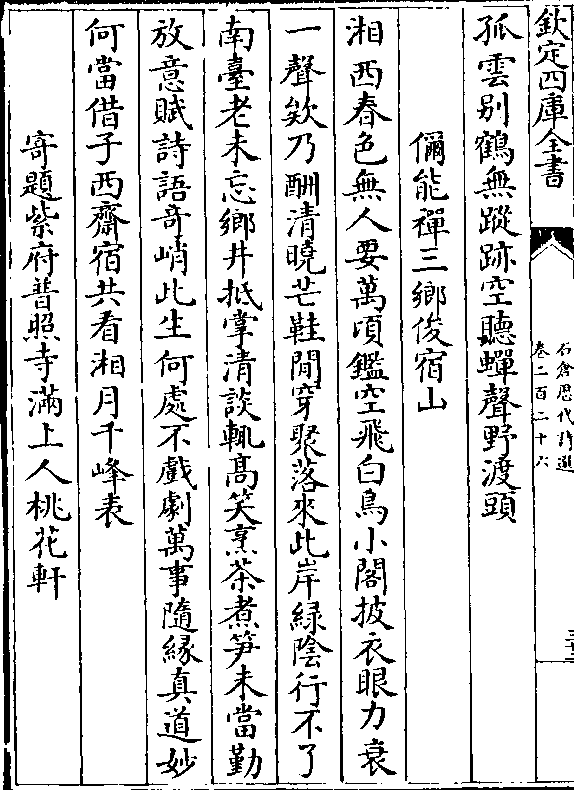 欽定四庫全書
石倉歷代詩選
卷二百二十六
孤雲别鶴無蹤跡空聽蟬聲野渡頭
儞能禪三鄉俊宿山
湘西春色無人要萬頃鑑空飛白鳥小閣披衣眼力衰
一聲欸乃酬清曉芒鞋閒穿聚落來此岸緑陰行不了
南臺老未忘鄉井抵掌清談輒髙笑烹茶煮笋未當勤
放意賦詩語竒峭此生何處不戲劇萬事隨縁真道妙
何當借子西齋宿共看湘月千峰表
寄題紫府普照寺滿上人桃花軒